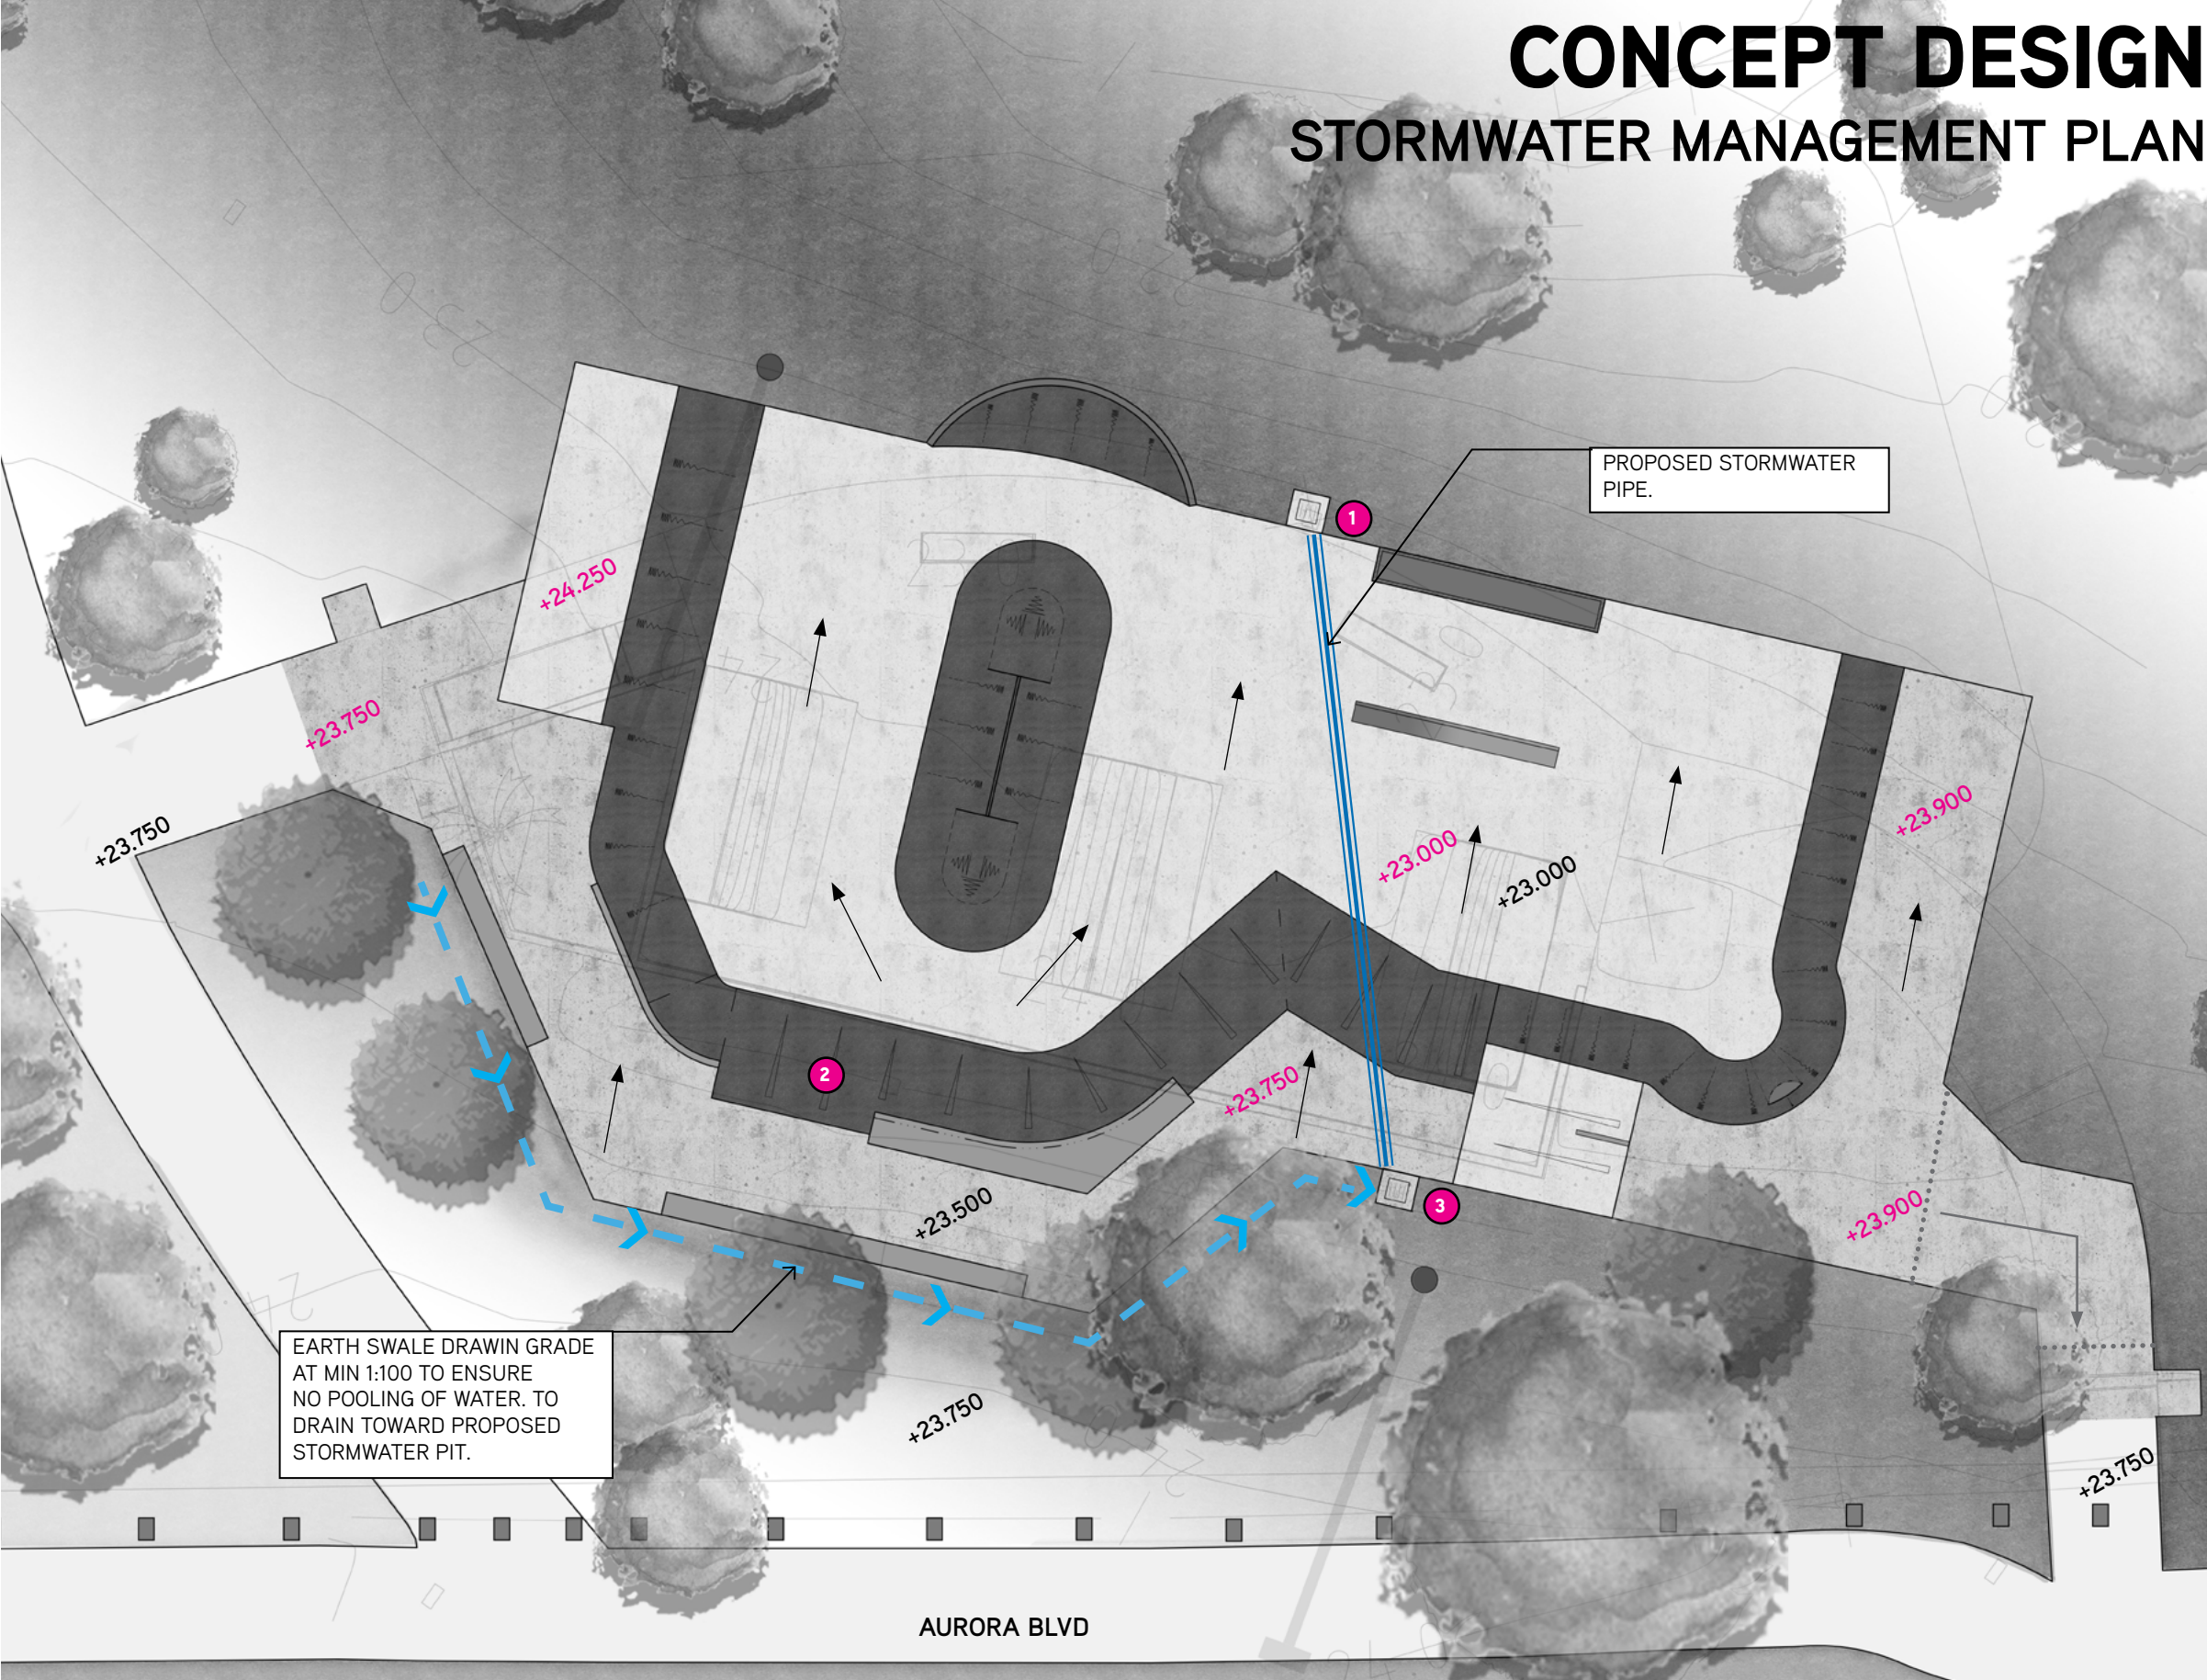 CONCEPT DESIGN
STORMWATER MANAGEMENT PLAN
PROPOSED STORMWATER
PIPE.
1
+24.250
+23.750
+23.750
+23.900
+23.000
+23.000
2
+23.750
3
+23.500
+23.900
EARTH SWALE DRAWIN GRADE
AT MIN 1:100 TO ENSURE
NO POOLING OF WATER. TO
DRAIN TOWARD PROPOSED
STORMWATER PIT.
+23.750
+23.750
AURORA BLVD